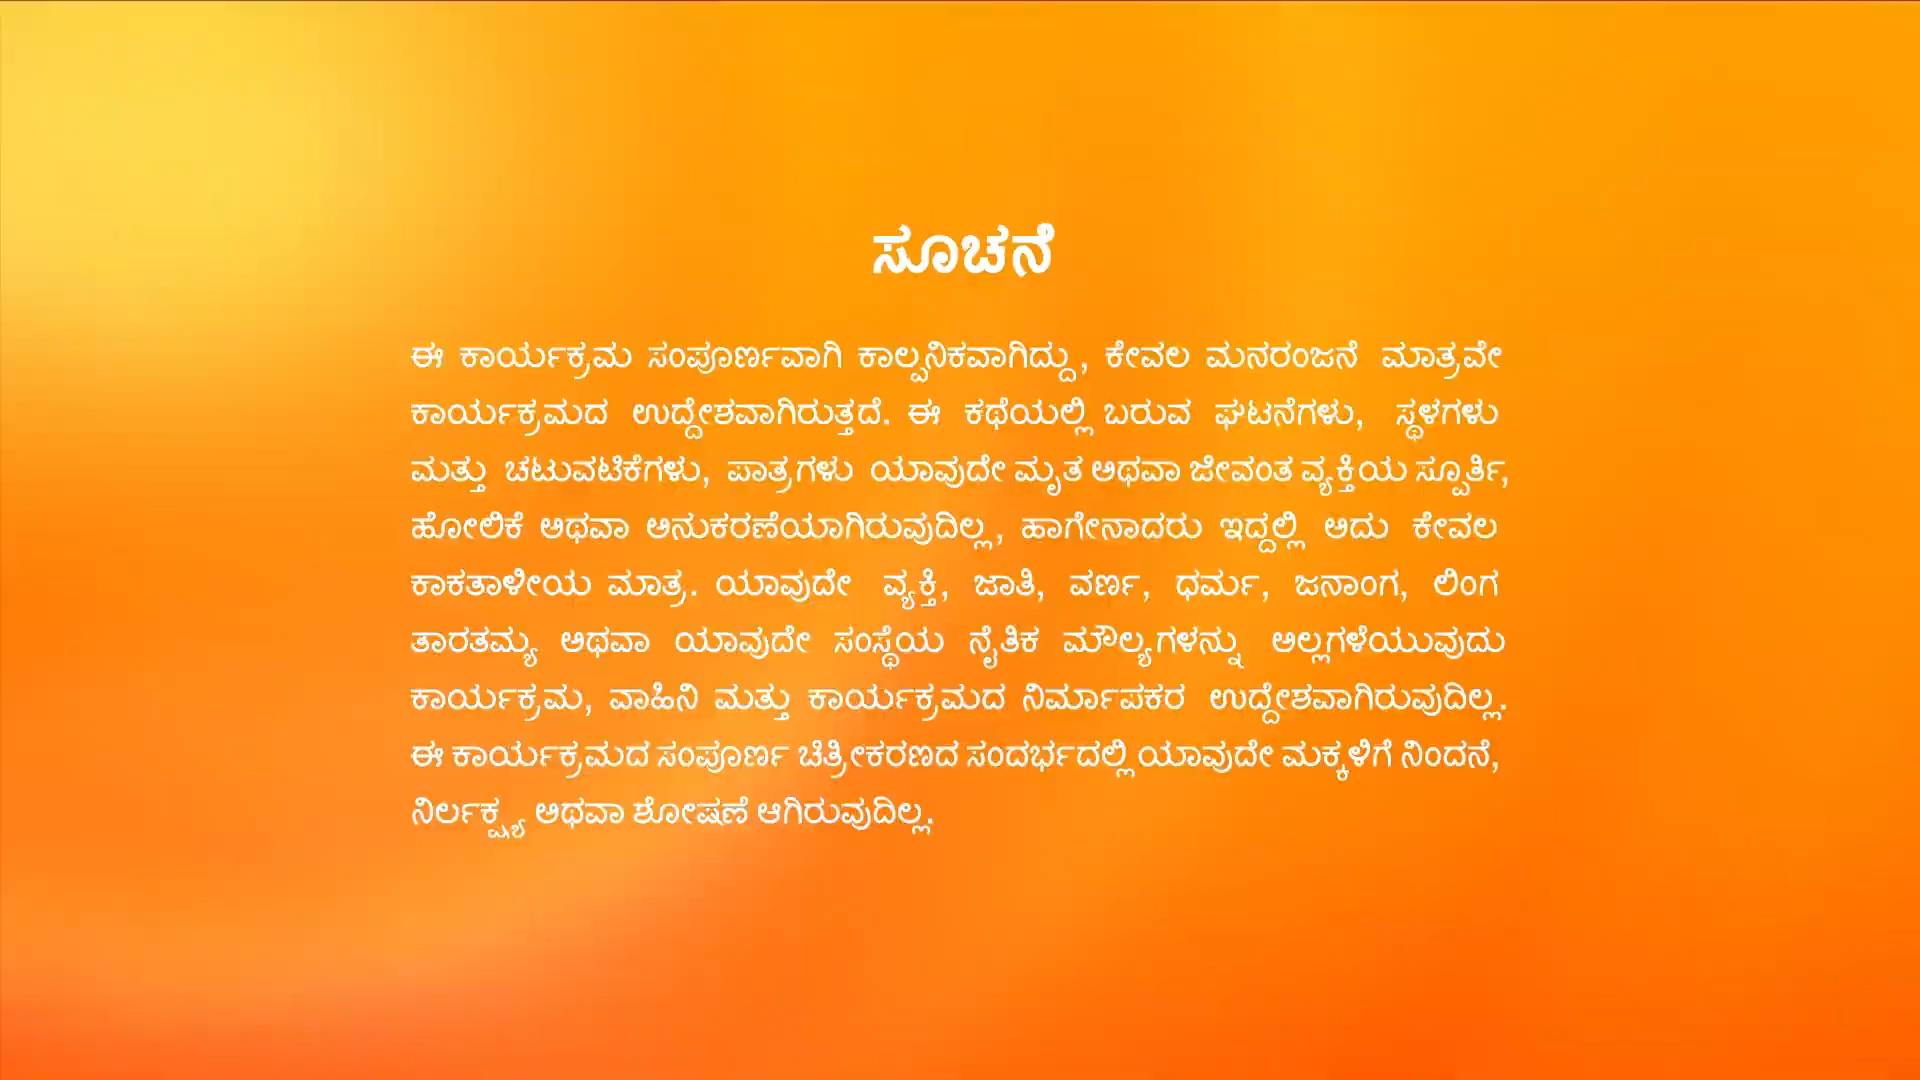 ಸೂಚನೆ
ಈ ಕಾರ್ಯಕ್ರಮ ಸಂಪೂರ್ಣವಾಗಿ ಕಾಲ್ಪನಿಕವಾಗಿದ್ದು, ಕೇವಲ ಮನರಂಜನೆ ಮಾತ್ರವೇ
ಕಾರ್ಯಕ್ರಮದ ಉದ್ದೇಶವಾಗಿರುತ್ತದೆ. ಈ ಕಥೆಯಲ್ಲಿ ಬರುವ ಘಟನೆಗಳು, ಸ್ಥಳಗಳು
ಮತ್ತು ಚಟುವಟಿಕೆಗಳು, ಪಾತ್ರಗಳು ಯಾವುದೇ ಮೃತ ಅಥವಾ ಜೀವಂತ ವ್ಯಕ್ತಿಯ ಸ್ಪೂರ್ತಿ,
ಹೋಲಿಕೆ ಅಥವಾ ಅನುಕರಣೆಯಾಗಿರುವುದಿಲ್ಲ, ಹಾಗೇನಾದರು ಇದ್ದಲ್ಲಿ ಅದು ಕೇವಲ
ಕಾಕತಾಳೀಯ ಮಾತ್ರ. ಯಾವುದೇ ವ್ಯಕ್ತಿ, ಜಾತಿ, ವರ್ಣ, ಧರ್ಮ, ಜನಾಂಗ, ಲಿಂಗ
ತಾರತಮ್ಯ ಅಥವಾ ಯಾವುದೇ ಸಂಸ್ಥೆಯ ನೈತಿಕ ಮೌಲ್ಯಗಳನ್ನು ಅಲ್ಲಗಳೆಯುವುದು
ಕಾರ್ಯಕ್ರಮ, ವಾಹಿನಿ ಮತ್ತು ಕಾರ್ಯಕ್ರಮದ ನಿರ್ಮಾಪಕರ ಉದ್ದೇಶವಾಗಿರುವುದಿಲ್ಲ.
ಈ ಕಾರ್ಯಕ್ರಮದ ಸಂಪೂರ್ಣ ಚಿತ್ರೀಕರಣದ ಸಂದರ್ಭದಲ್ಲಿ ಯಾವುದೇ ಮಕ್ಕಳಿಗೆ ನಿಂದನೆ,
ನಿರ್ಲಕ್ಷ್ಯ ಅಥವಾ ಶೋಷಣೆ ಆಗಿರುವುದಿಲ್ಲ.